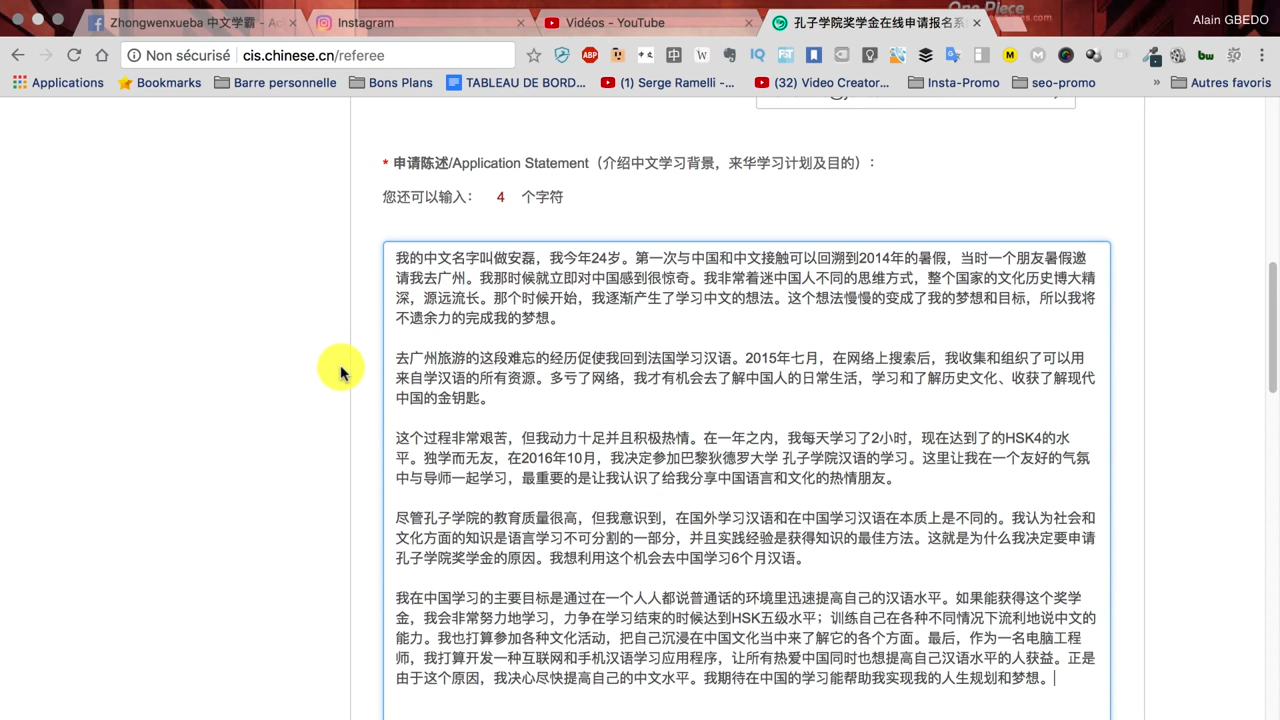 One Piece
Zhongwenxueba 中文学霸 - Ac
Instagram
Vidéos - YouTube
孔子学院奖学金在线申请报名系
Alain GBEDO
Non sécurisé
cis.chinese.cn/referee
Applications
Bookmarks
Barre personnelle
Bons Plans
TABLEAU DE BORD...
(1) Serge Ramelli -...
(32) Video Creator...
Insta-Promo
seo-promo
»
Autres favoris
* 申请陈述/Application Statement（介绍中文学习背景，来华学习计划及目的）：
您还可以输入： 4 个字符
我的中文名字叫做安磊，我今年24岁。第一次与中国和中文接触可以回溯到2014年的暑假，当时一个朋友暑假邀
请我去广州。我那时候就立即对中国感到很惊奇。我非常着迷中国人不同的思维方式，整个国家的文化历史博大精
深，源远流长。那个时候开始，我逐渐产生了学习中文的想法。这个想法慢慢的变成了我的梦想和目标，所以我将
不遗余力的完成我的梦想。
去广州旅游的这段难忘的经历促使我回到法国学习汉语。2015年七月，在网络上搜索后，我收集和组织了可以用
来自学汉语的所有资源。多亏了网络，我才有机会去了解中国人的日常生活，学习和了解历史文化、收获了解现代
中国的金钥匙。
这个过程非常艰苦，但我动力十足并且积极热情。在一年之内，我每天学习了2小时，现在达到了的HSK4的水
平。独学而无友，在2016年10月，我决定参加巴黎狄德罗大学 孔子学院汉语的学习。这里让我在一个友好的气氛
中与导师一起学习，最重要的是让我认识了给我分享中国语言和文化的热情朋友。
尽管孔子学院的教育质量很高，但我意识到，在国外学习汉语和在中国学习汉语在本质上是不同的。我认为社会和
文化方面的知识是语言学习不可分割的一部分，并且实践经验是获得知识的最佳方法。这就是为什么我决定要申请
孔子学院奖学金的原因。我想利用这个机会去中国学习6个月汉语。
我在中国学习的主要目标是通过在一个人人都说普通话的环境里迅速提高自己的汉语水平。如果能获得这个奖学
金，我会非常努力地学习，力争在学习结束的时候达到HSK五级水平；训练自己在各种不同情况下流利地说中文的
能力。我也打算参加各种文化活动，把自己沉浸在中国文化当中来了解它的各个方面。最后，作为一名电脑工程
师，我打算开发一种互联网和手机汉语学习应用程序，让所有热爱中国同时也想提高自己汉语水平的人获益。正是
由于这个原因，我决心尽快提高自己的中文水平。我期待在中国的学习能帮助我实现我的人生规划和梦想。